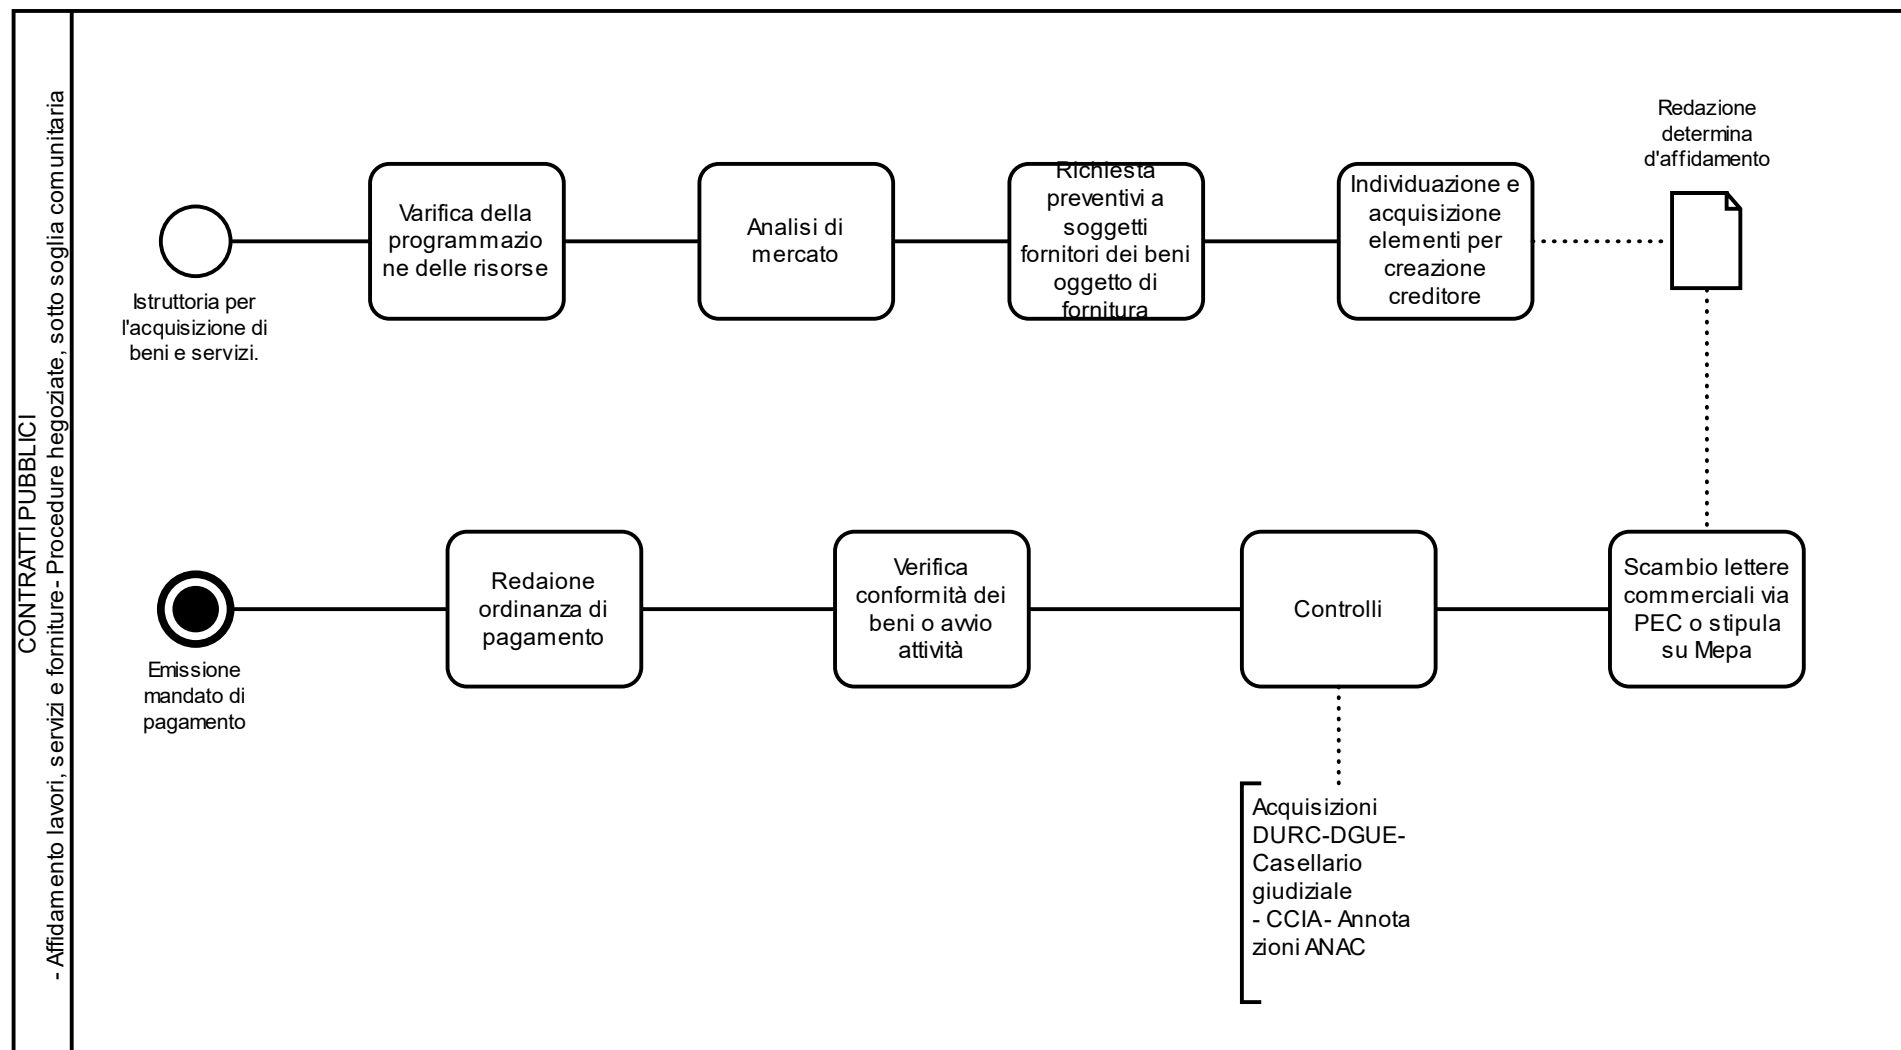 CONTRATTI PUBBLICI
- Affidamento lavori, servizi e forniture- Procedure negoziate, sotto soglia comunitaria
Istruttoria per
l'acquisizione di
beni e servizi.
Varifica della
programmazio
ne delle risorse
Analisi di
mercato
Richiesta
preventivi a
soggetti
fornitori dei beni
oggetto di
fornitura
Individuazione e
acquisizione
elementi per
creazione
creditore
Redazione
determina
d'affidamento
Emissione
mandato di
pagamento
Redaione
ordinanza di
pagamento
Verifica
conformità dei
beni o avvio
attività
Controlli
Scambio lettere
commerciali via
PEC o stipula
su Mepa
Acquisizioni
DURC-DGUE-
Casellario
giudiziale
- CCIA- Annota
zioni ANAC